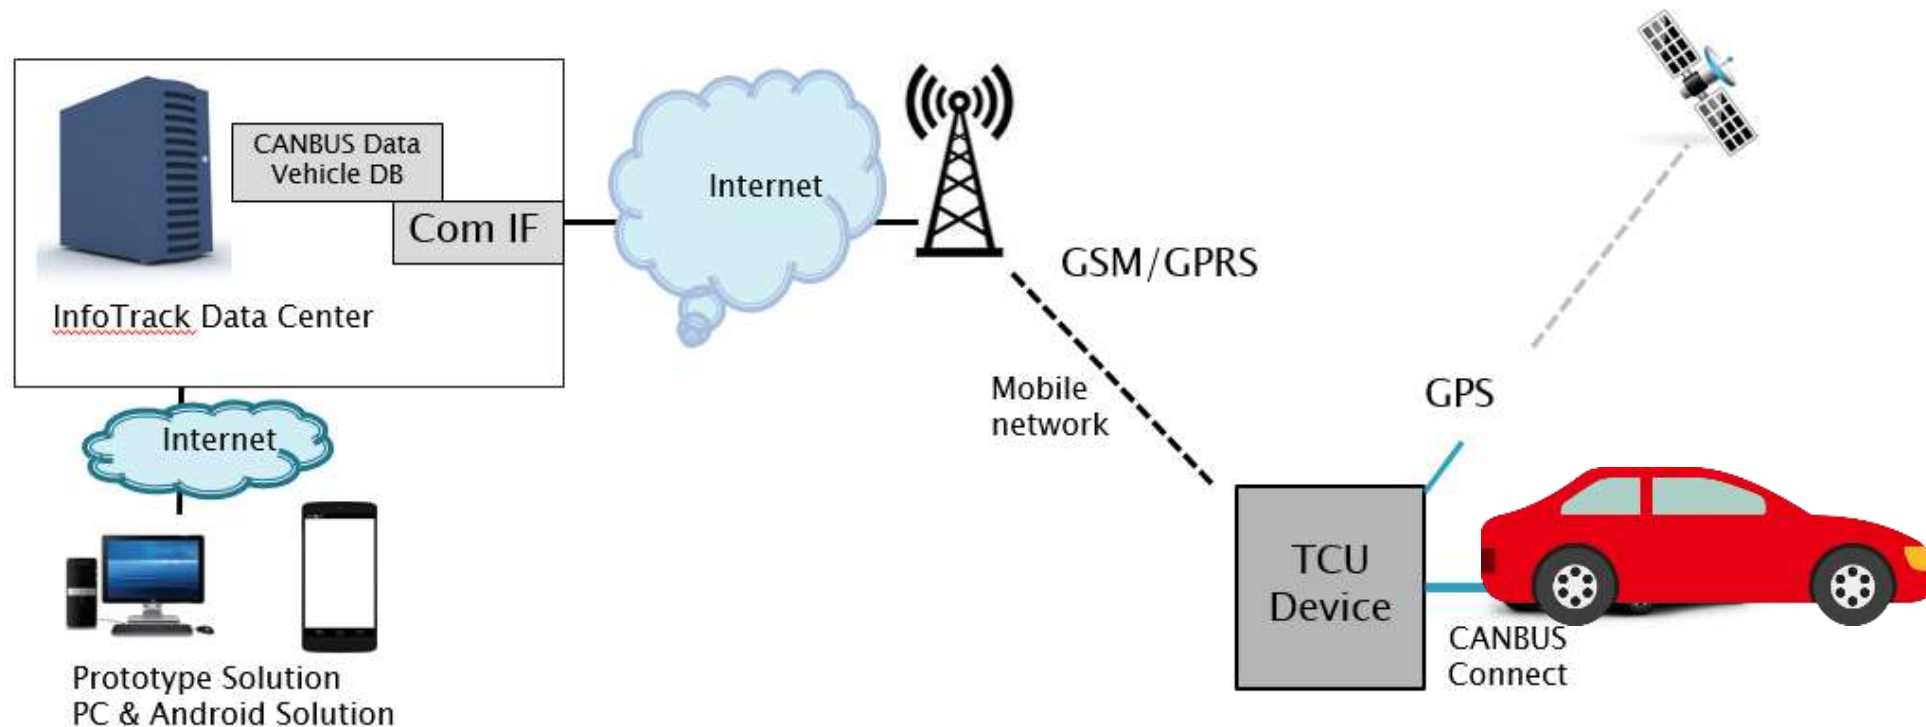 CANBUS Data
Vehicle DB
Com IF
InfoTrack Data Center
Internet
GSM/GPRS
Mobile
network
GPS
Internet
TCU
Device
CANBUS
Connect
Prototype Solution
PC & Android Solution